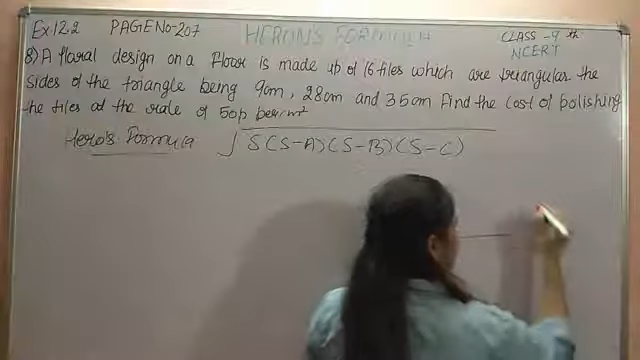 Ex 12.2 PAGE No-207 HERON'S FORMULA CLASS-9th
NCERT
8) A floral design on a floor is made up of 16 tiles which are triangular the
sides of the triangle being 9cm, 28cm and 35cm Find the cost of polishing
the tiles at the rate of 50p per cm²
Hero's Formula √S(S-A)(S-B)(S-C)